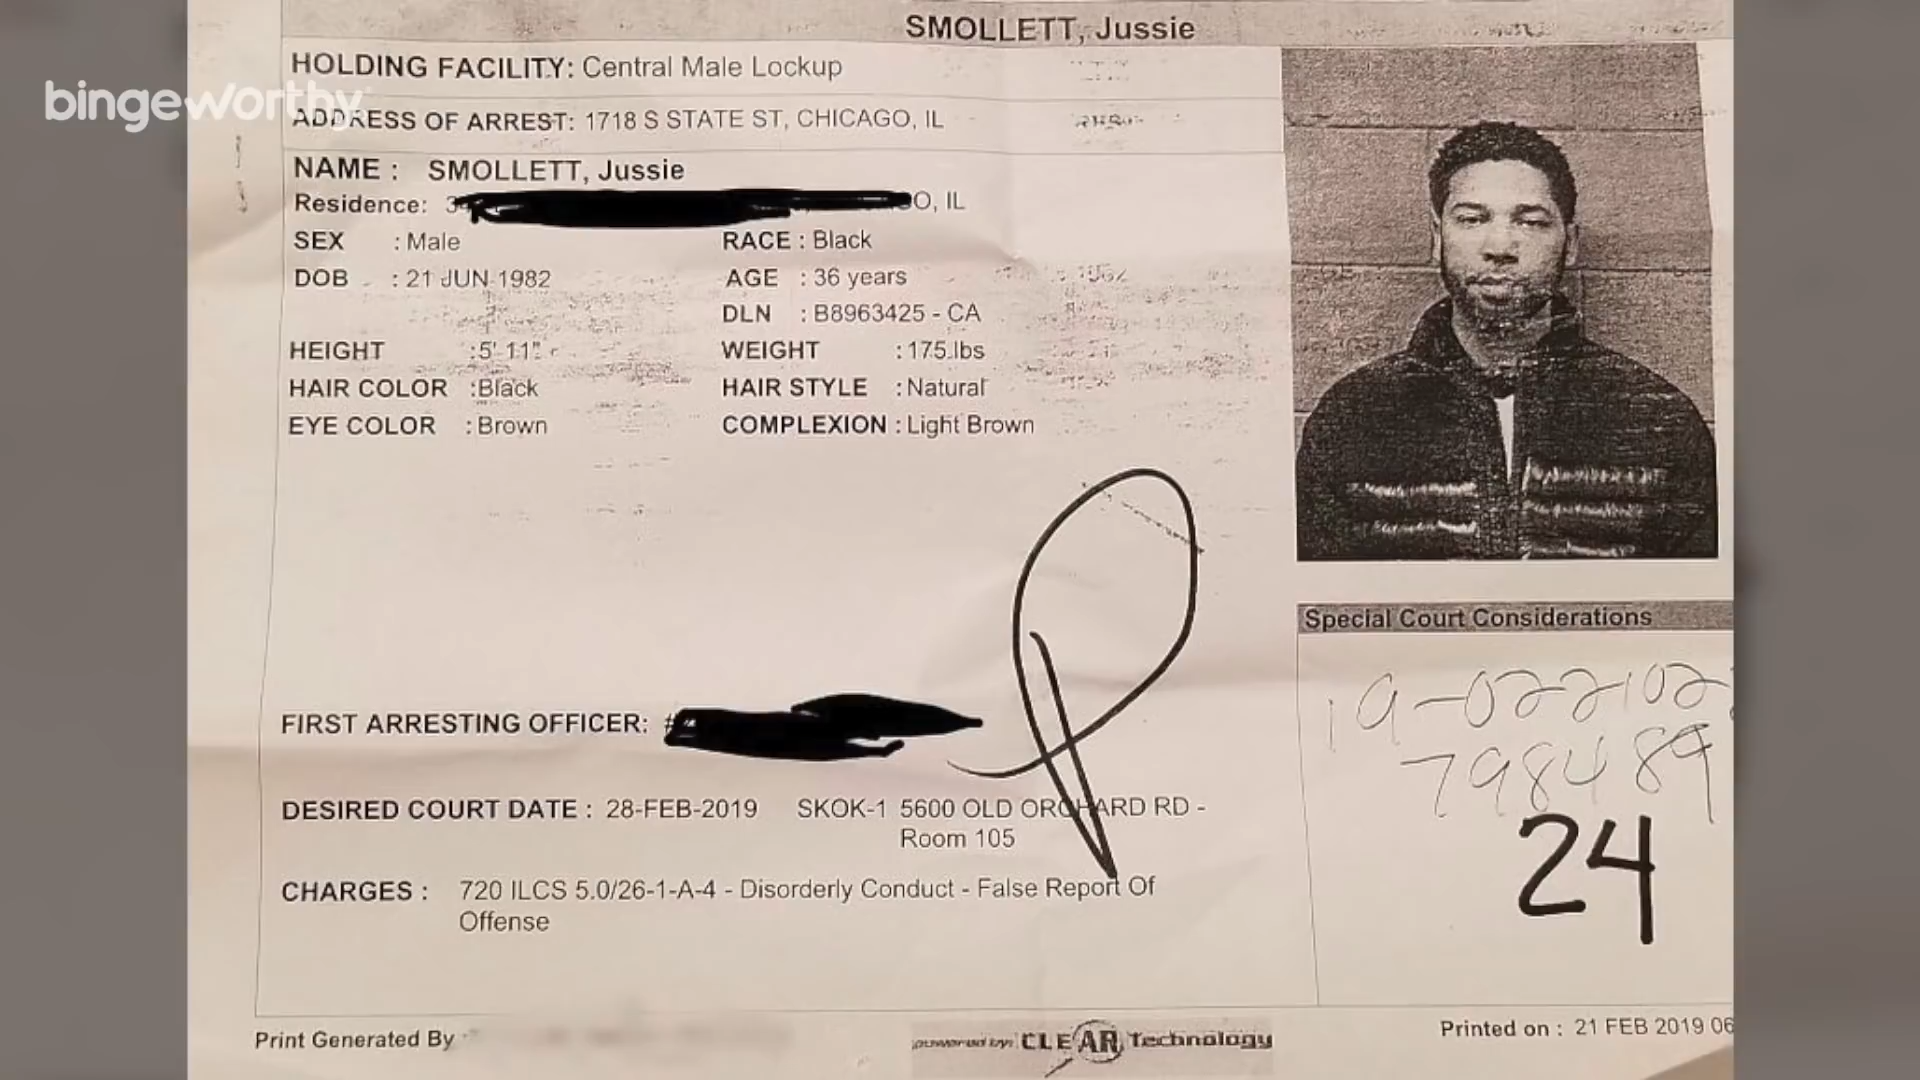 SMOLLETT, Jussie
HOLDING FACILITY: Central Male Lockup
bingeworthy
ADDRESS OF ARREST: 1718 S STATE ST, CHICAGO, IL
NAME : SMOLLETT, Jussie
Residence: O, IL
SEX : Male RACE : Black
DOB : 21 JUN 1982 AGE : 36 years
DLN : B8963425 - CA
HEIGHT : 5' 11" WEIGHT : 175 lbs
HAIR COLOR : Black HAIR STYLE : Natural
EYE COLOR : Brown COMPLEXION : Light Brown
Special Court Considerations
19-022102
798489
24
FIRST ARRESTING OFFICER: #
DESIRED COURT DATE : 28-FEB-2019 SKOK-1 5600 OLD ORCHARD RD -
Room 105
CHARGES : 720 ILCS 5.0/26-1-A-4 - Disorderly Conduct - False Report Of
Offense
Print Generated By
powered by: CLEAR Technology
Printed on : 21 FEB 2019 06